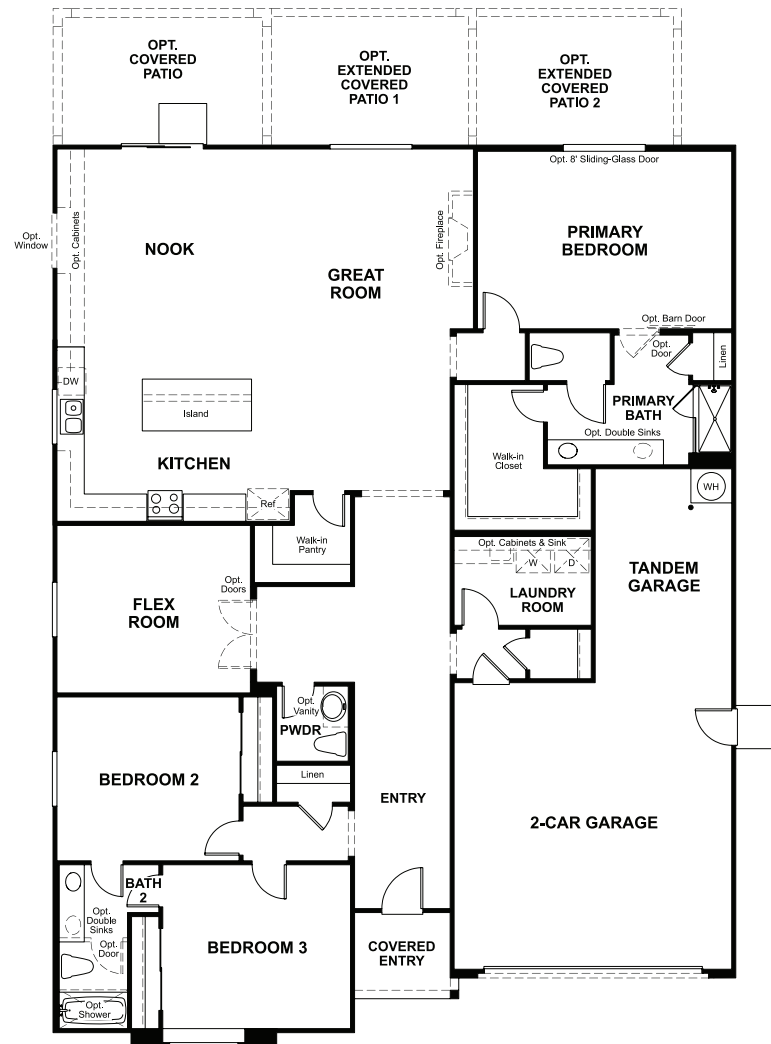 OPT.
COVERED
PATIO
OPT.
EXTENDED
COVERED
PATIO 1
OPT.
EXTENDED
COVERED
PATIO 2
Opt. 8' Sliding-Glass Door
Opt.
Window
Opt. Cabinets
NOOK
GREAT
ROOM
Opt. Fireplace
PRIMARY
BEDROOM
Opt. Barn Door
Opt.
Door
Linen
DW
Island
KITCHEN
Ref
PRIMARY
BATH
Opt. Double Sinks
Walk-in
Closet
WH
Walk-in
Pantry
Opt. Cabinets & Sink
W
D
LAUNDRY
ROOM
TANDEM
GARAGE
FLEX
ROOM
Opt.
Doors
Opt.
Vanity
PWDR
Linen
BEDROOM 2
ENTRY
2-CAR GARAGE
BATH
2
Opt.
Double
Sinks
Opt.
Door
BEDROOM 3
COVERED
ENTRY
Opt.
Shower